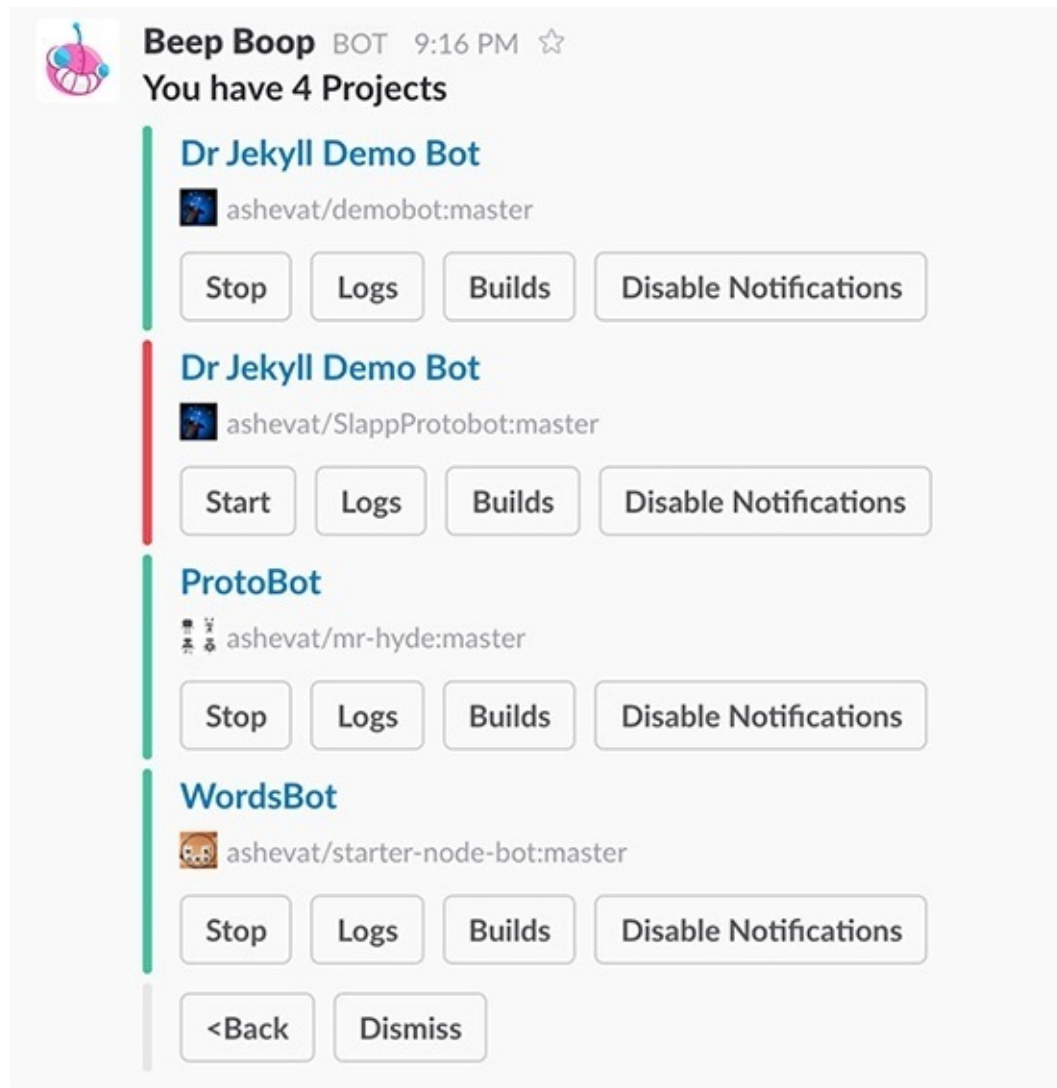 Beep Boop BOT 9:16 PM
You have 4 Projects
Dr Jekyll Demo Bot
ashevat/demobot:master
Stop Logs Builds Disable Notifications
Dr Jekyll Demo Bot
ashevat/SlappProtobot:master
Start Logs Builds Disable Notifications
ProtoBot
ashevat/mr-hyde:master
Stop Logs Builds Disable Notifications
WordsBot
ashevat/starter-node-bot:master
Stop Logs Builds Disable Notifications
<Back Dismiss